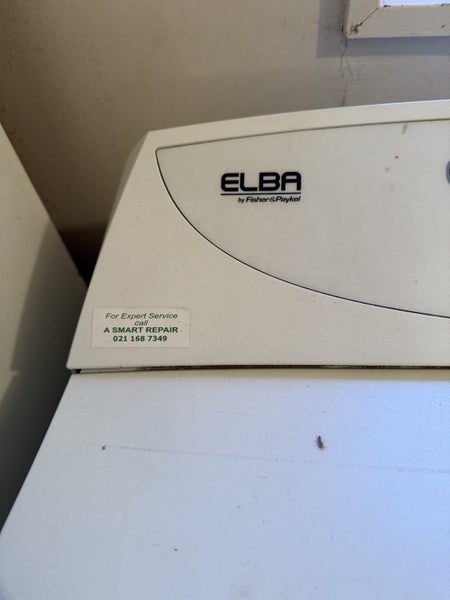 ELBA
by Fisher&Paykel
For Expert Service
call
A SMART REPAIR
021 168 7349